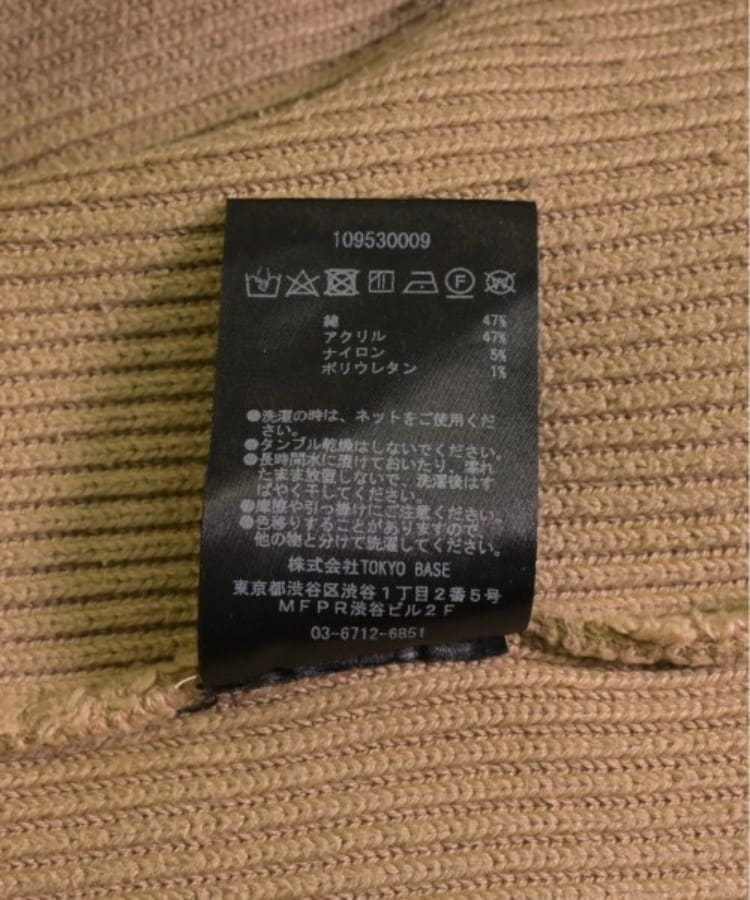 109530009
綿 47%
アクリル 47%
ナイロン 5%
ポリウレタン 1%
●洗濯の時は、ネットをご使用くだ
さい。
●タンブル乾燥はしないでください。
●長時間水に漬けておいたり、濡れ
たまま放置しないで、洗濯後はす
ばやく干してください。
●摩擦や引っ掛けにご注意ください。
●色移りすることがありますので
他の物と分けて洗濯してください。
株式会社TOKYO BASE
東京都渋谷区渋谷1丁目2番5号
MFPR渋谷ビル2F
03-6712-6851